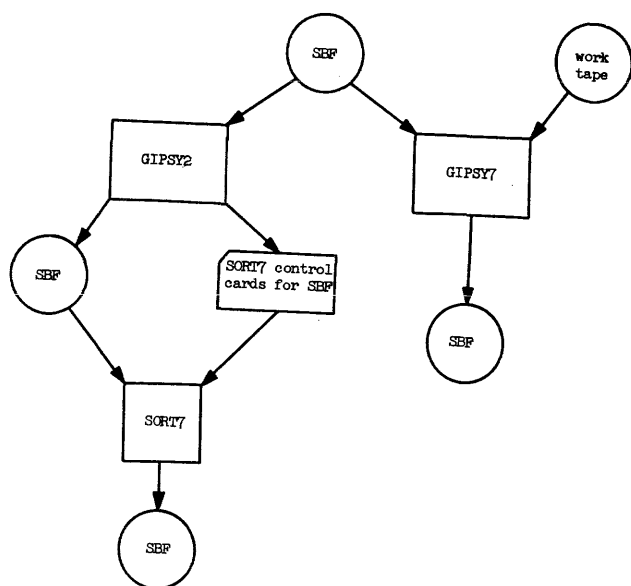 SBF
work
tape
GIPSY2
GIPSY7
SBF
SORT7 control
cards for SBF
SBF
SORT7
SBF